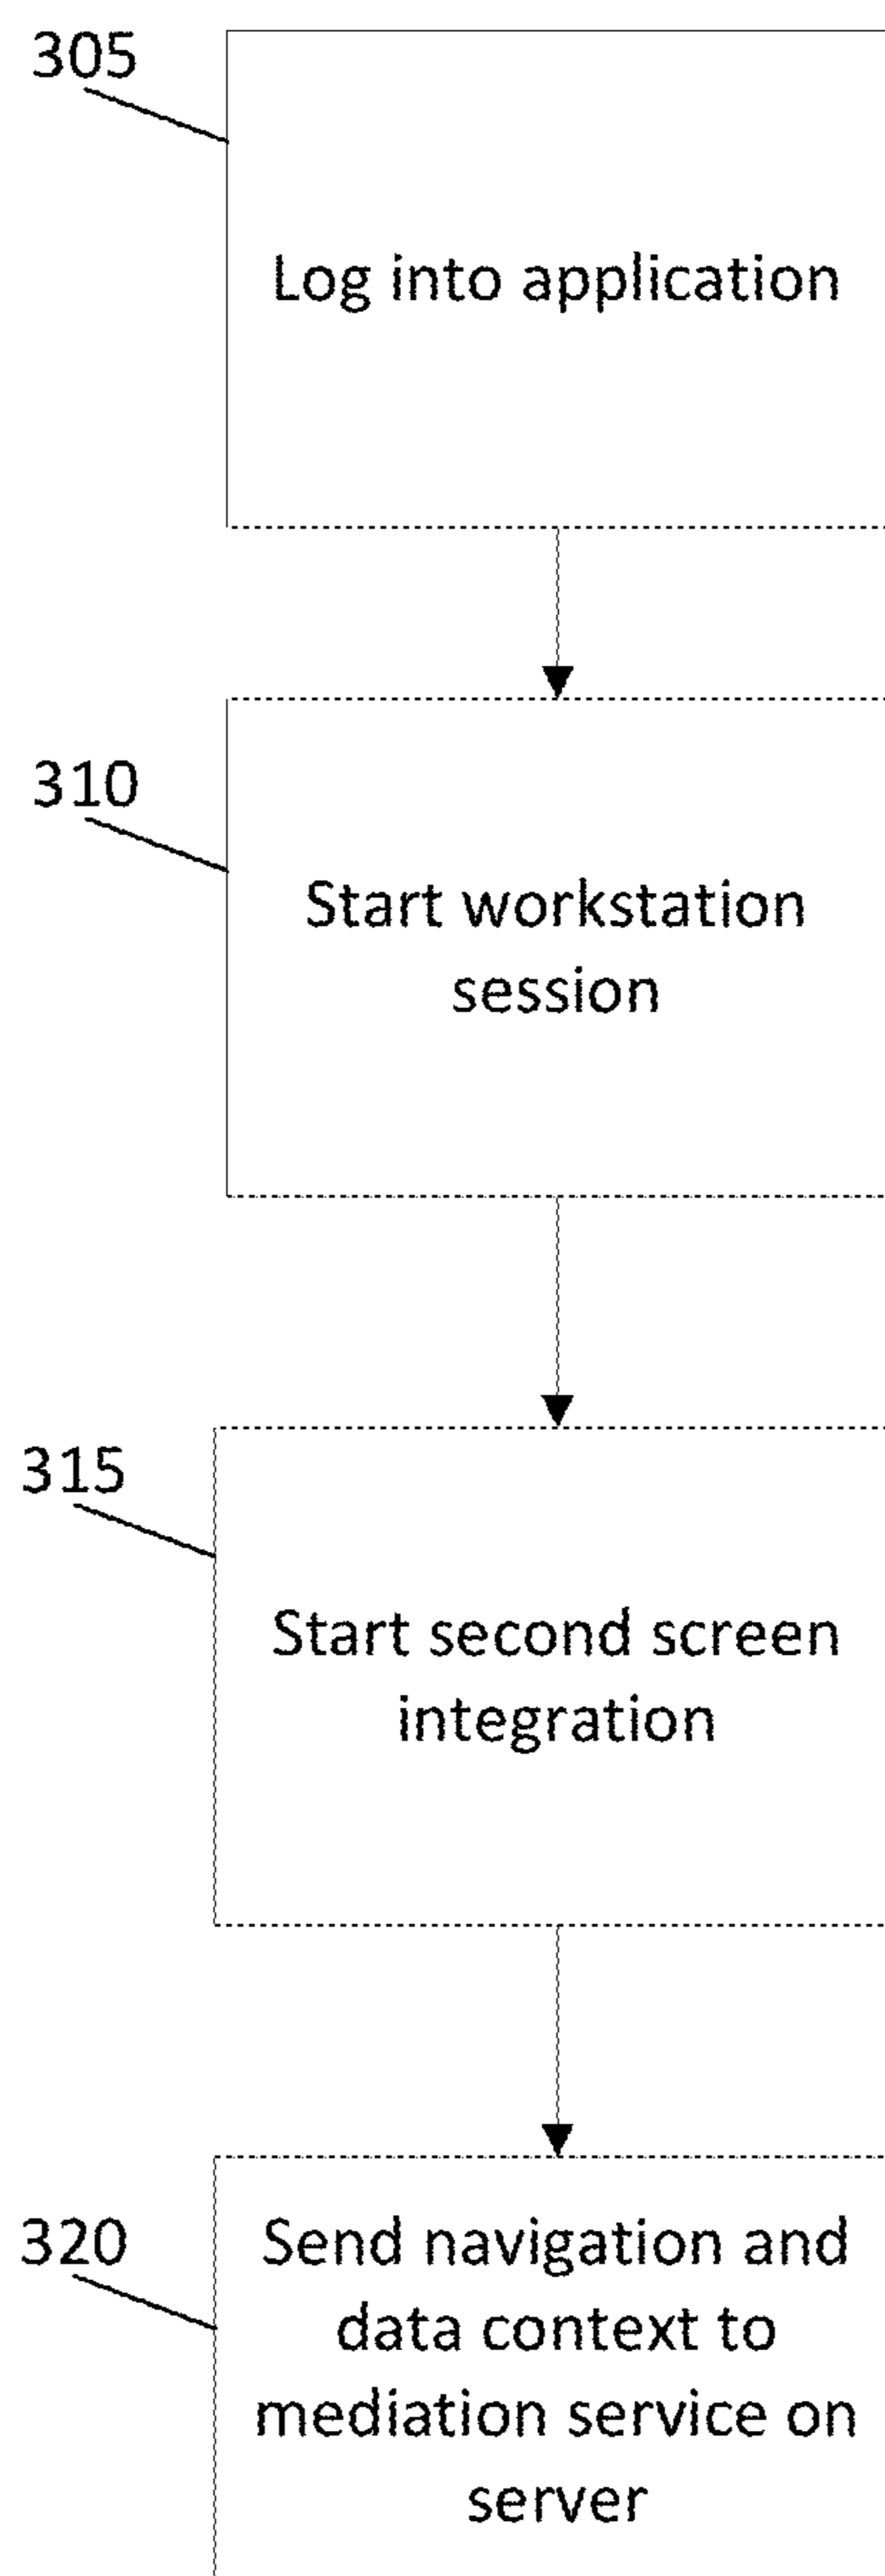 305
Log into application
310
Start workstation
session
315
Start second screen
integration
320
Send navigation and
data context to
mediation service on
server